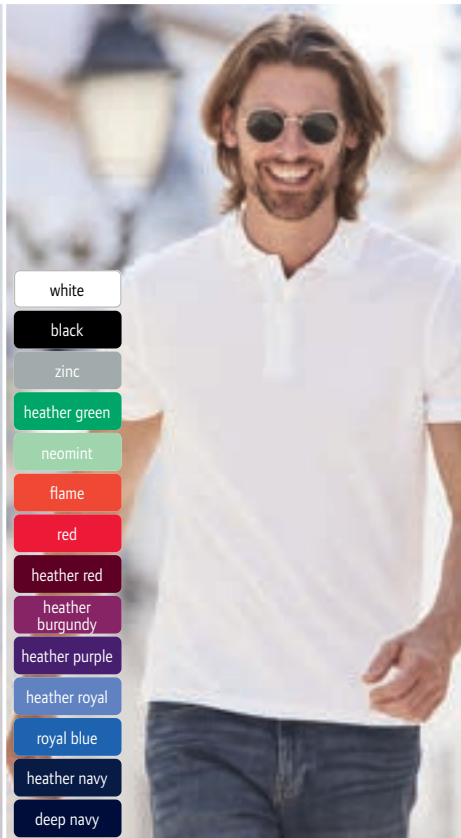 white
black
zinc
heather green
neomint
flame
red
heather red
heather
burgundy
heather purple
heather royal
royal blue
heather navy
deep navy